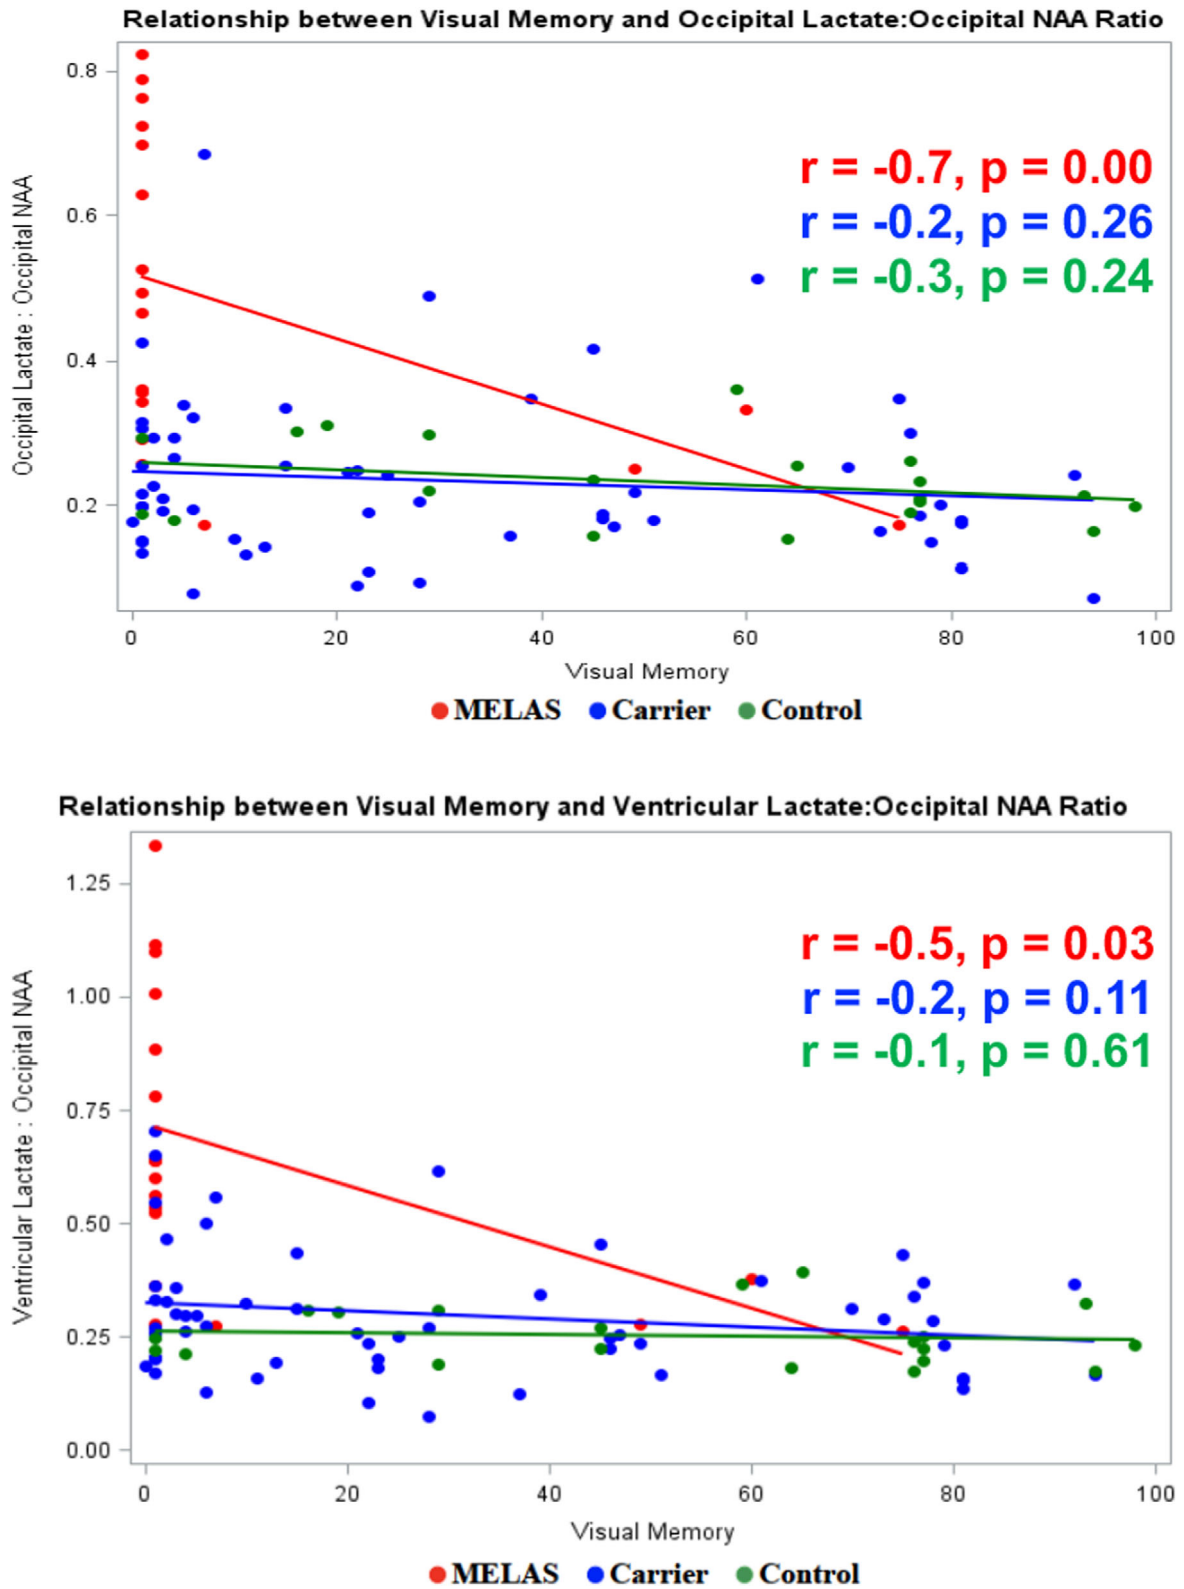 Relationship between Visual Memory and Occipital Lactate:Occipital NAA Ratio
Occipital Lactate : Occipital NAA
0.8
0.6
0.4
0.2
r = -0.7, p = 0.00
r = -0.2, p = 0.26
r = -0.3, p = 0.24
0 20 40 60 80 100
Visual Memory
MELAS Carrier Control
Relationship between Visual Memory and Ventricular Lactate:Occipital NAA Ratio
Ventricular Lactate : Occipital NAA
1.25
1.00
0.75
0.50
0.25
0.00
r = -0.5, p = 0.03
r = -0.2, p = 0.11
r = -0.1, p = 0.61
0 20 40 60 80 100
Visual Memory
MELAS Carrier Control